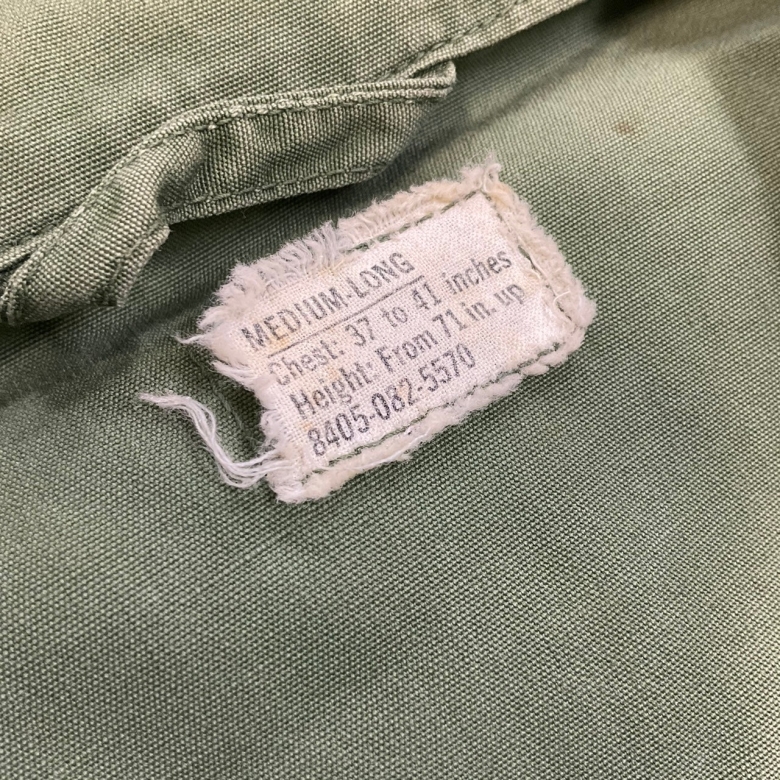 MEDIUM-LONG
Chest: 37 to 41 inches
Height: From 71 in. up
8405-082-5570